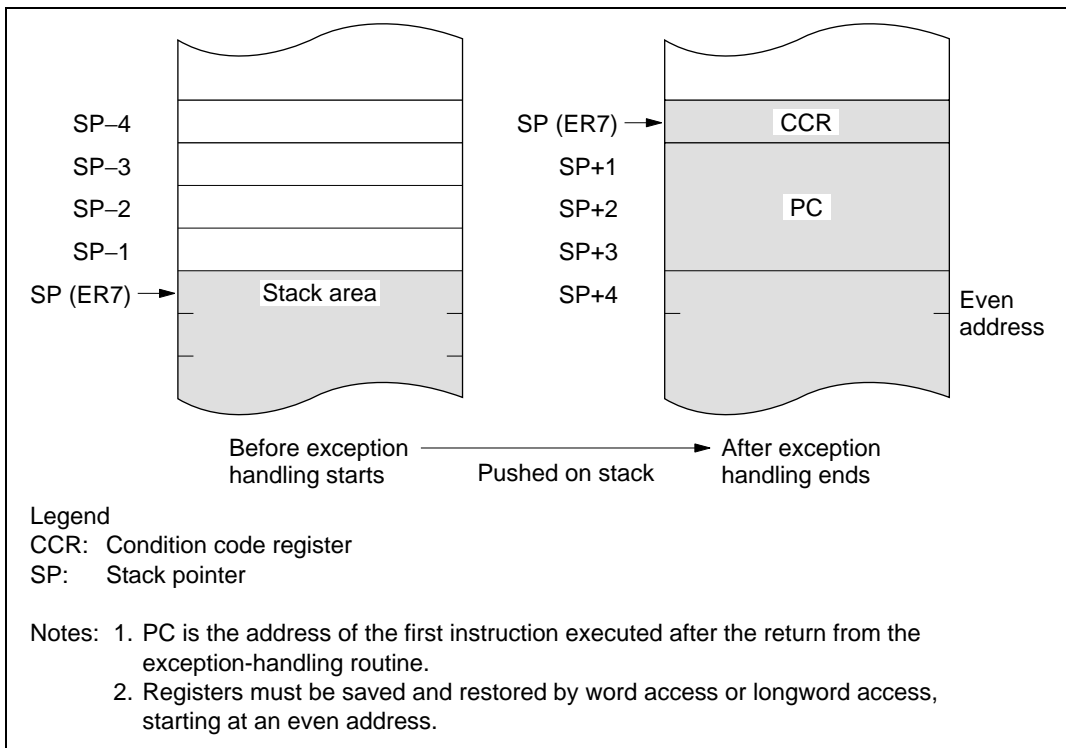 SP–4
SP–3
SP–2
SP–1
SP (ER7)
Stack area
SP (ER7)
CCR
SP+1
SP+2
PC
SP+3
SP+4
Even
address
Before exception
handling starts
Pushed on stack
After exception
handling ends
Legend
CCR: Condition code register
SP: Stack pointer
Notes: 1. PC is the address of the first instruction executed after the return from the
exception-handling routine.
2. Registers must be saved and restored by word access or longword access,
starting at an even address.